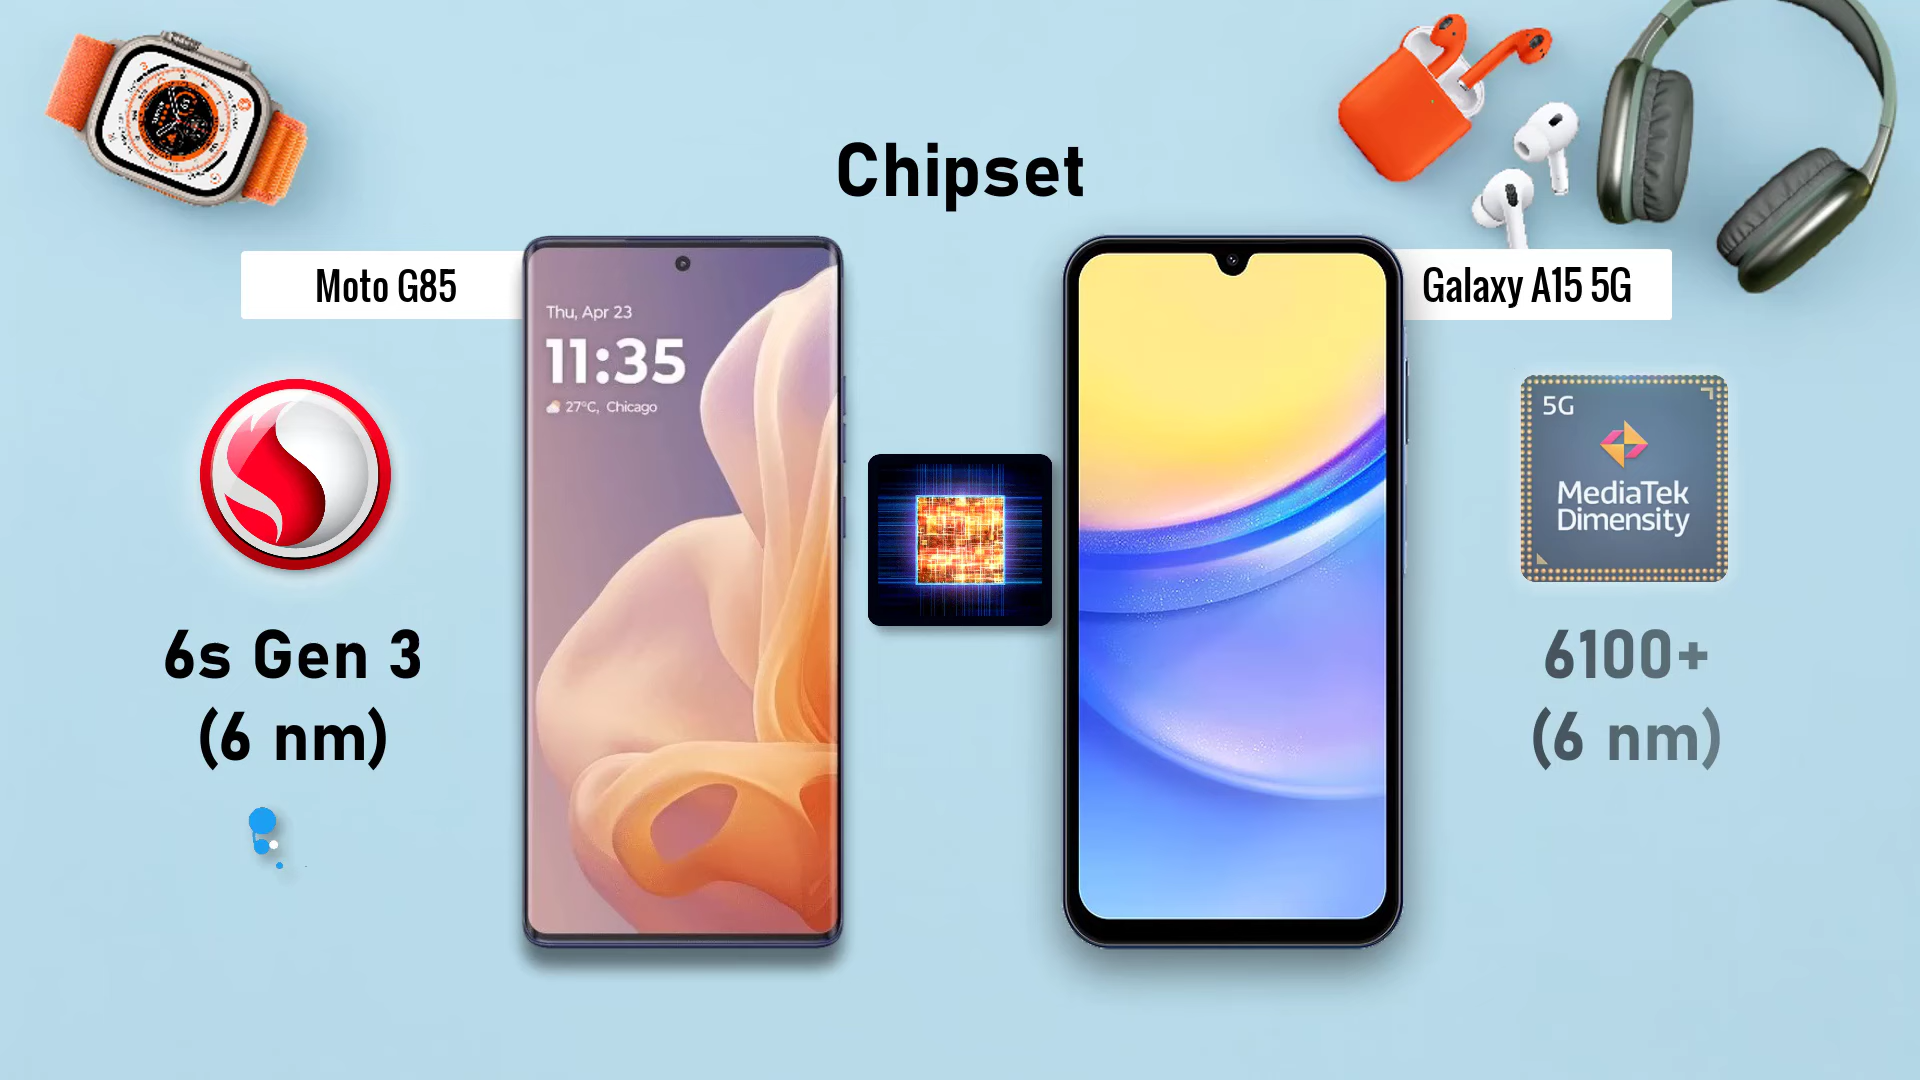 Chipset
Moto G85
Galaxy A15 5G
Thu, Apr 23
11:35
27°C, Chicago
5G
MediaTek
Dimensity
6s Gen 3
(6 nm)
6100+
(6 nm)